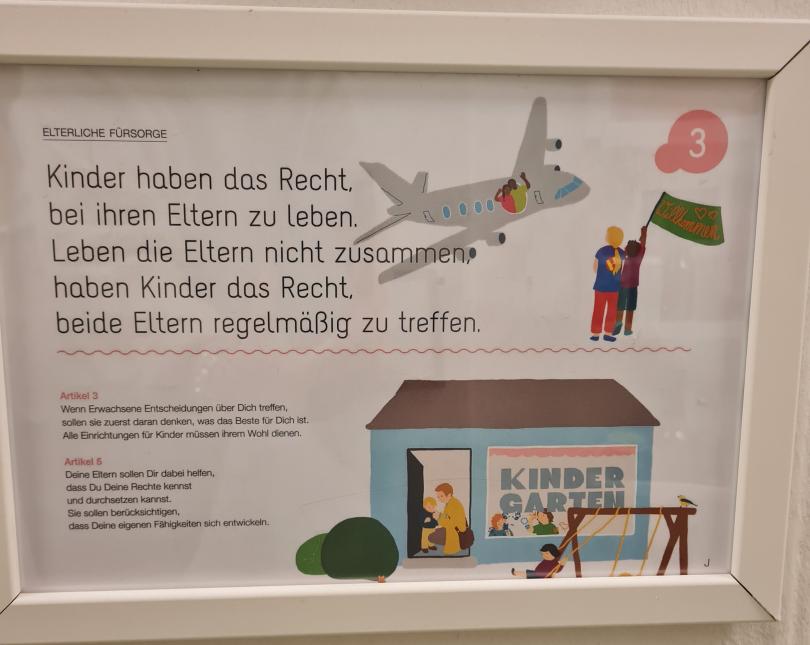 ELTERLICHE FÜRSORGE
3
Kinder haben das Recht,
bei ihren Eltern zu leben.
Leben die Eltern nicht zusammen,
haben Kinder das Recht,
beide Eltern regelmäßig zu treffen.
Willkommen
Artikel 3
Wenn Erwachsene Entscheidungen über Dich treffen,
sollen sie zuerst daran denken, was das Beste für Dich ist.
Alle Einrichtungen für Kinder müssen ihrem Wohl dienen.
Artikel 5
Deine Eltern sollen Dir dabei helfen,
dass Du Deine Rechte kennst
und durchsetzen kannst.
Sie sollen berücksichtigen,
dass Deine eigenen Fähigkeiten sich entwickeln.
KINDER
GARTEN
J